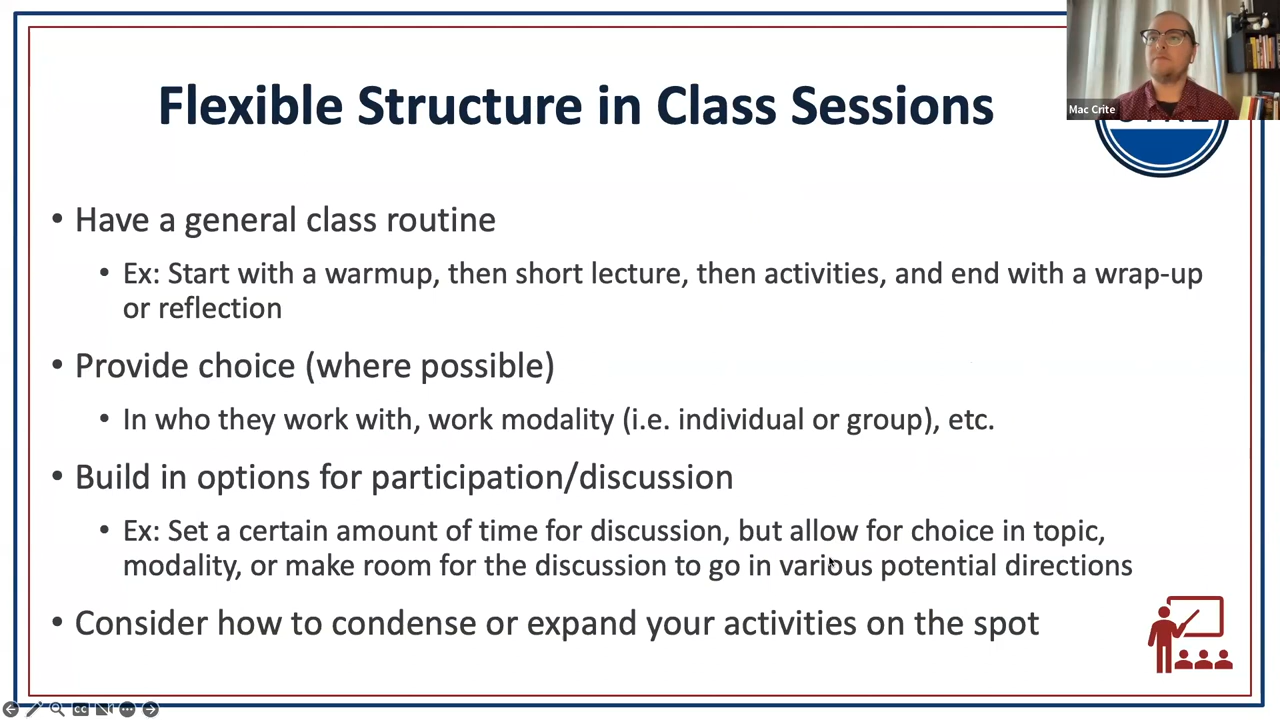 Flexible Structure in Class Sessions
Mac Crite
• Have a general class routine
• Ex: Start with a warmup, then short lecture, then activities, and end with a wrap-up
or reflection
• Provide choice (where possible)
• In who they work with, work modality (i.e. individual or group), etc.
• Build in options for participation/discussion
• Ex: Set a certain amount of time for discussion, but allow for choice in topic,
modality, or make room for the discussion to go in various potential directions
• Consider how to condense or expand your activities on the spot
CC